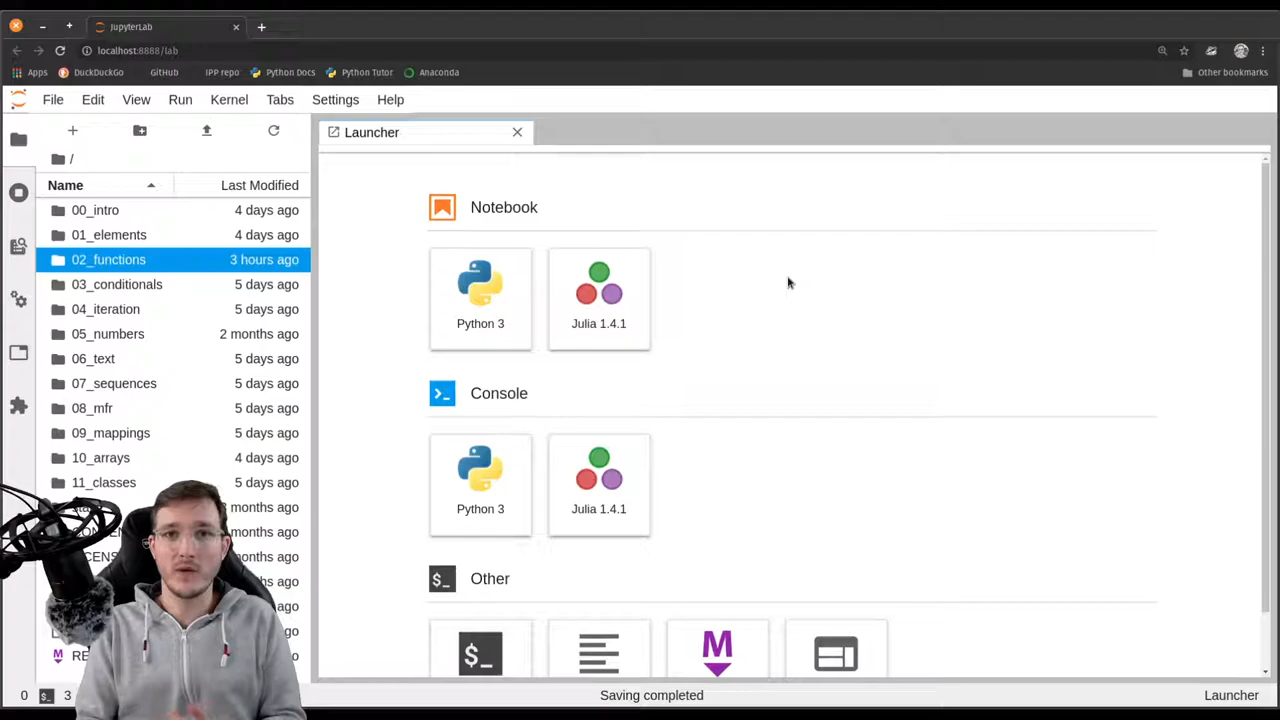 JupyterLab
localhost:8888/lab
Apps DuckDuckGo GitHub IPP repo Python Docs Python Tutor Anaconda Other bookmarks
File Edit View Run Kernel Tabs Settings Help
Launcher
/
Name Last Modified
00_intro 4 days ago
01_elements 4 days ago
02_functions 3 hours ago
03_conditionals 5 days ago
04_iteration 5 days ago
05_numbers 2 months ago
06_text 5 days ago
07_sequences 5 days ago
08_mfr 5 days ago
09_mappings 5 days ago
10_arrays 4 days ago
11_classes 5 days ago
months ago
months ago
months ago
ago
ago
ago
ago
Notebook
Python 3 Julia 1.4.1
Console
Python 3 Julia 1.4.1
Other
$_ M
0 $_ 3 Saving completed Launcher